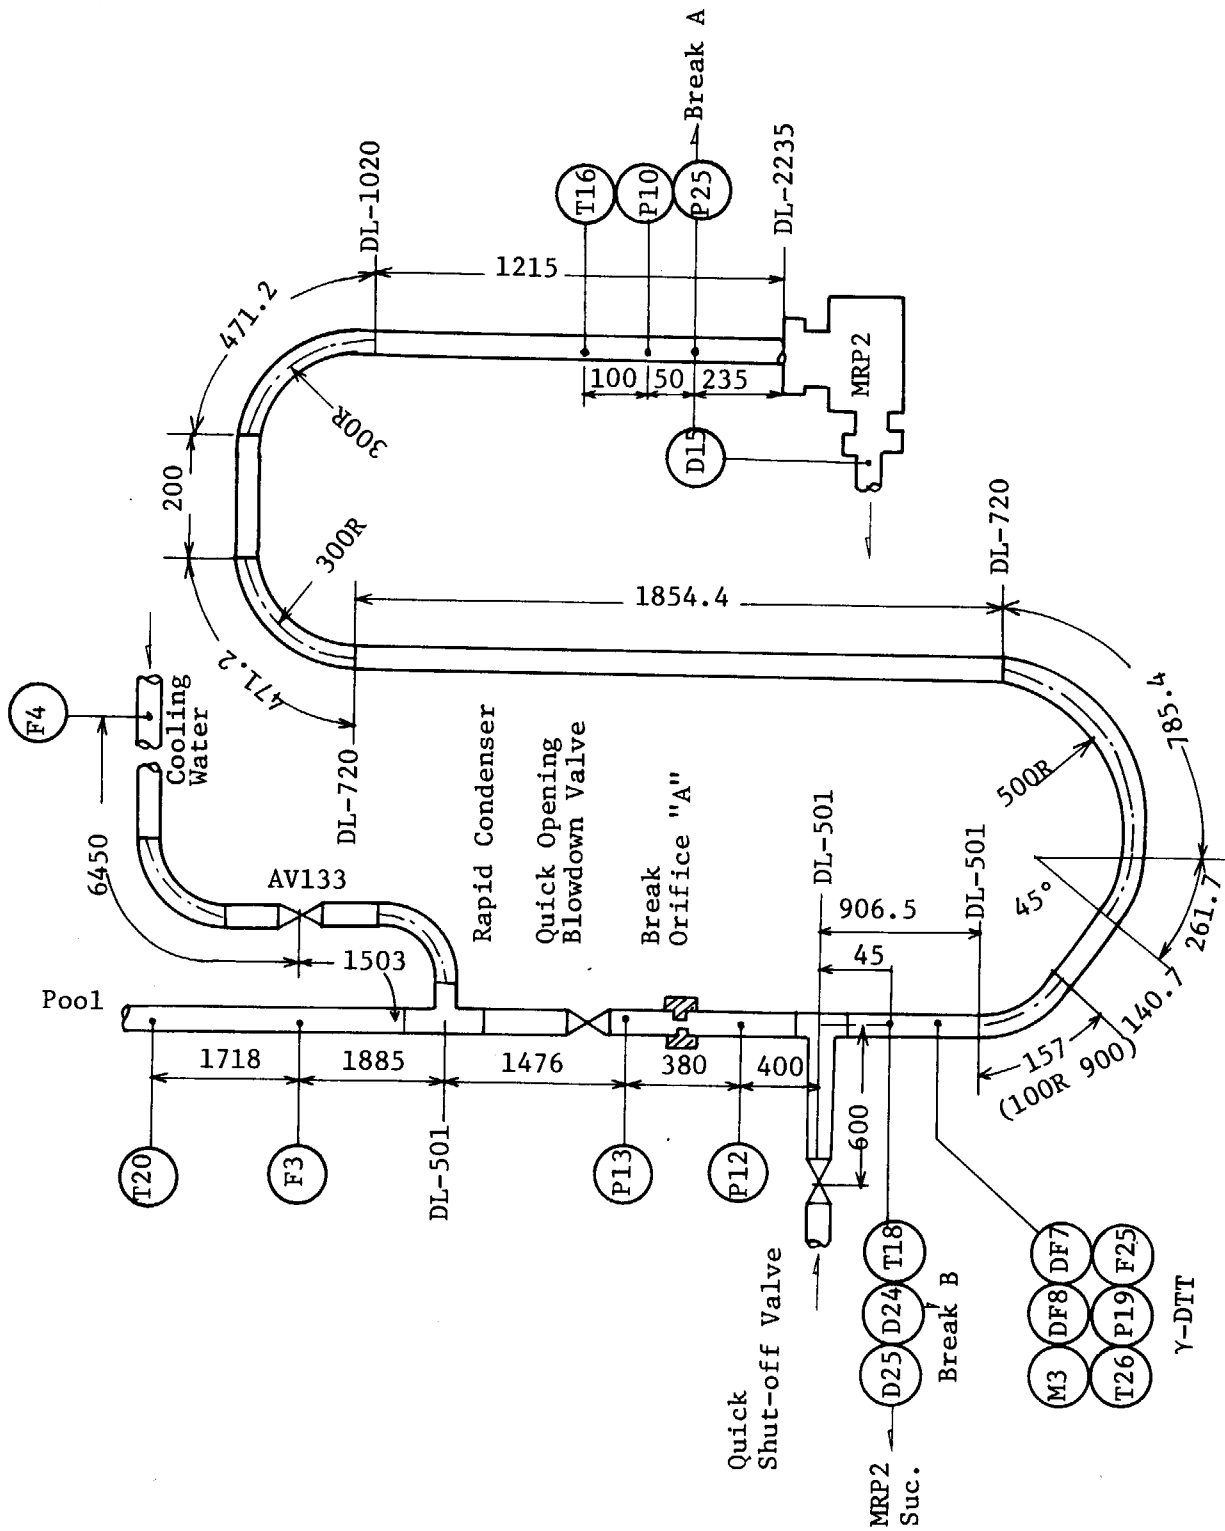 Break A
DL-1020
471.2
T16
P10
P25
DL-2235
1215
200
300R
100
50
235
MRP2
D15
300R
471.2
F4
Cooling
Water
DL-720
1854.4
DL-720
6450
AV133
Rapid Condenser
Quick Opening
Blowdown Valve
Break
Orifice "A"
DL-501
500R
785.4
906.5
DL-501
45°
261.7
45
1503
Pool
140.7
157
(100R 900)
1718
1885
1476
380
400
600
T20
F3
DL-501
P13
P12
Quick
Shut-off Valve
T18
D24
D25
Break B
MRP2
Suc.
DF7
DF8
M3
F25
P19
T26
γ-DTT